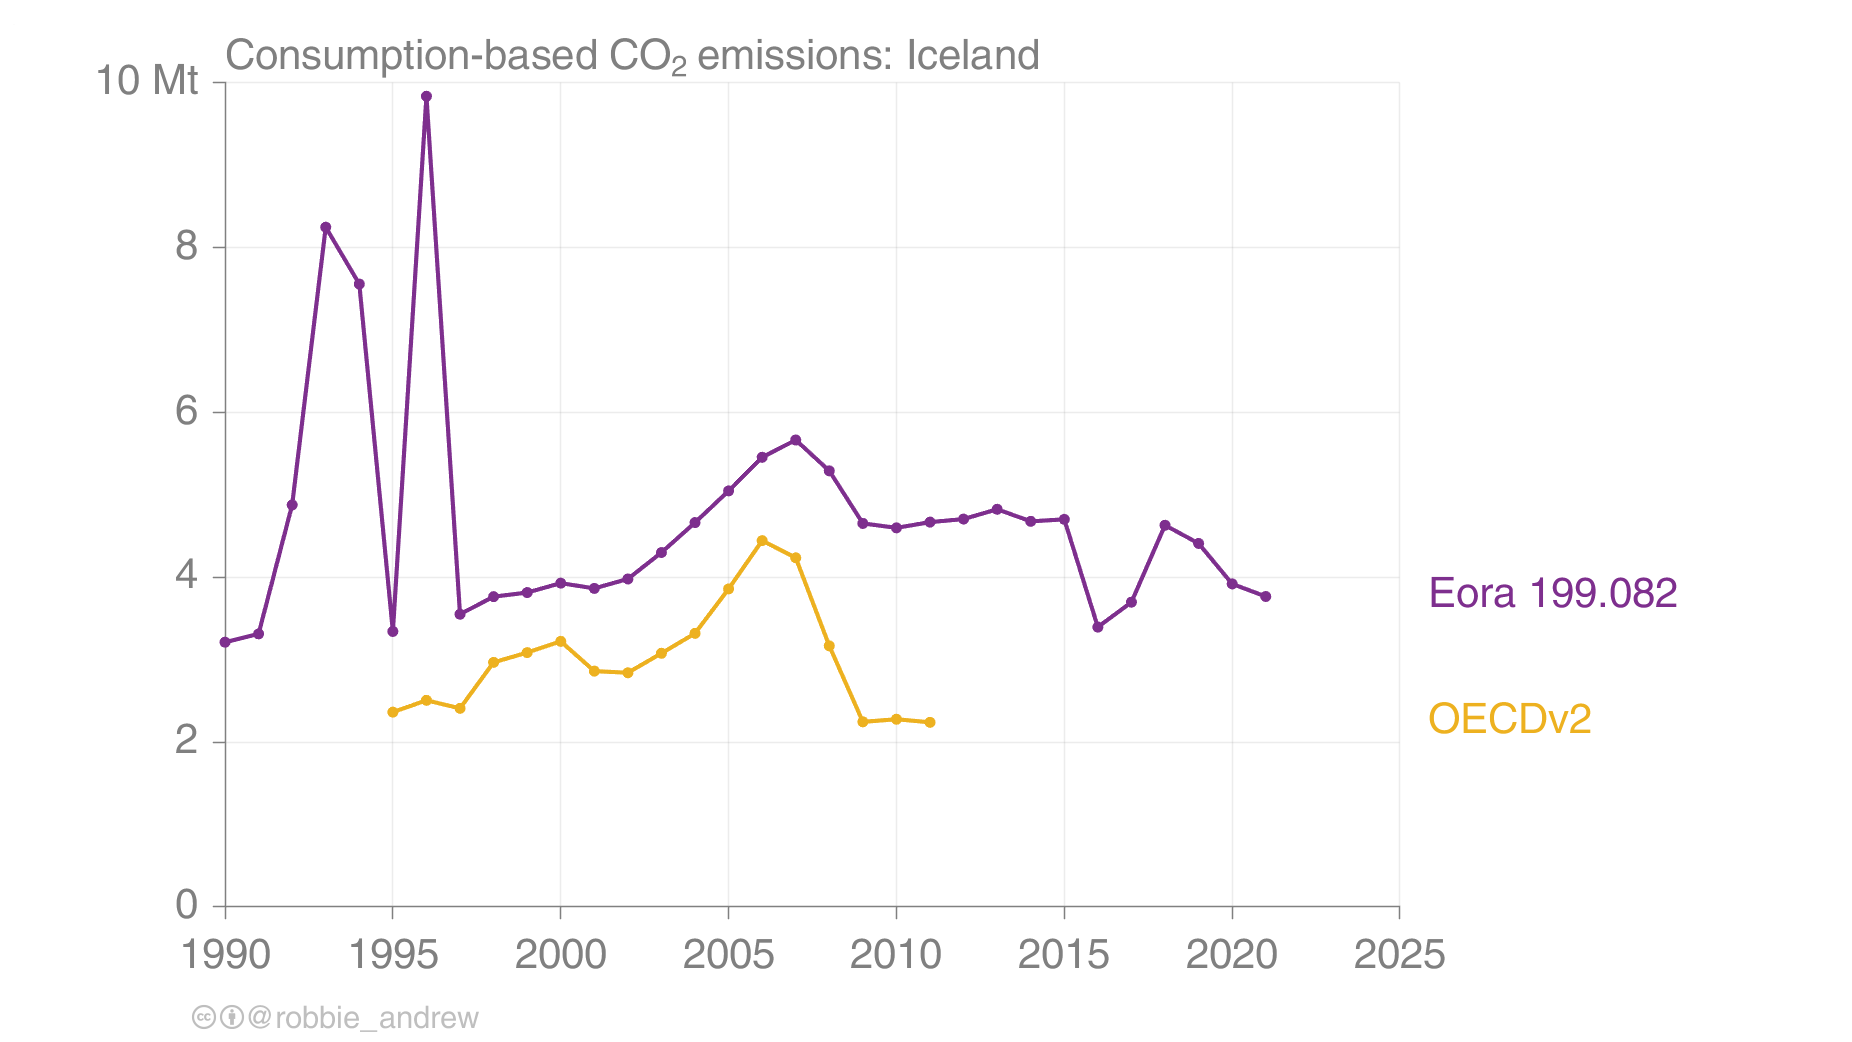 Consumption-based CO₂ emissions: Iceland
10 Mt
8
6
4
2
0
1990 1995 2000 2005 2010 2015 2020 2025
Eora 199.082
OECDv2
cc @robbie_andrew